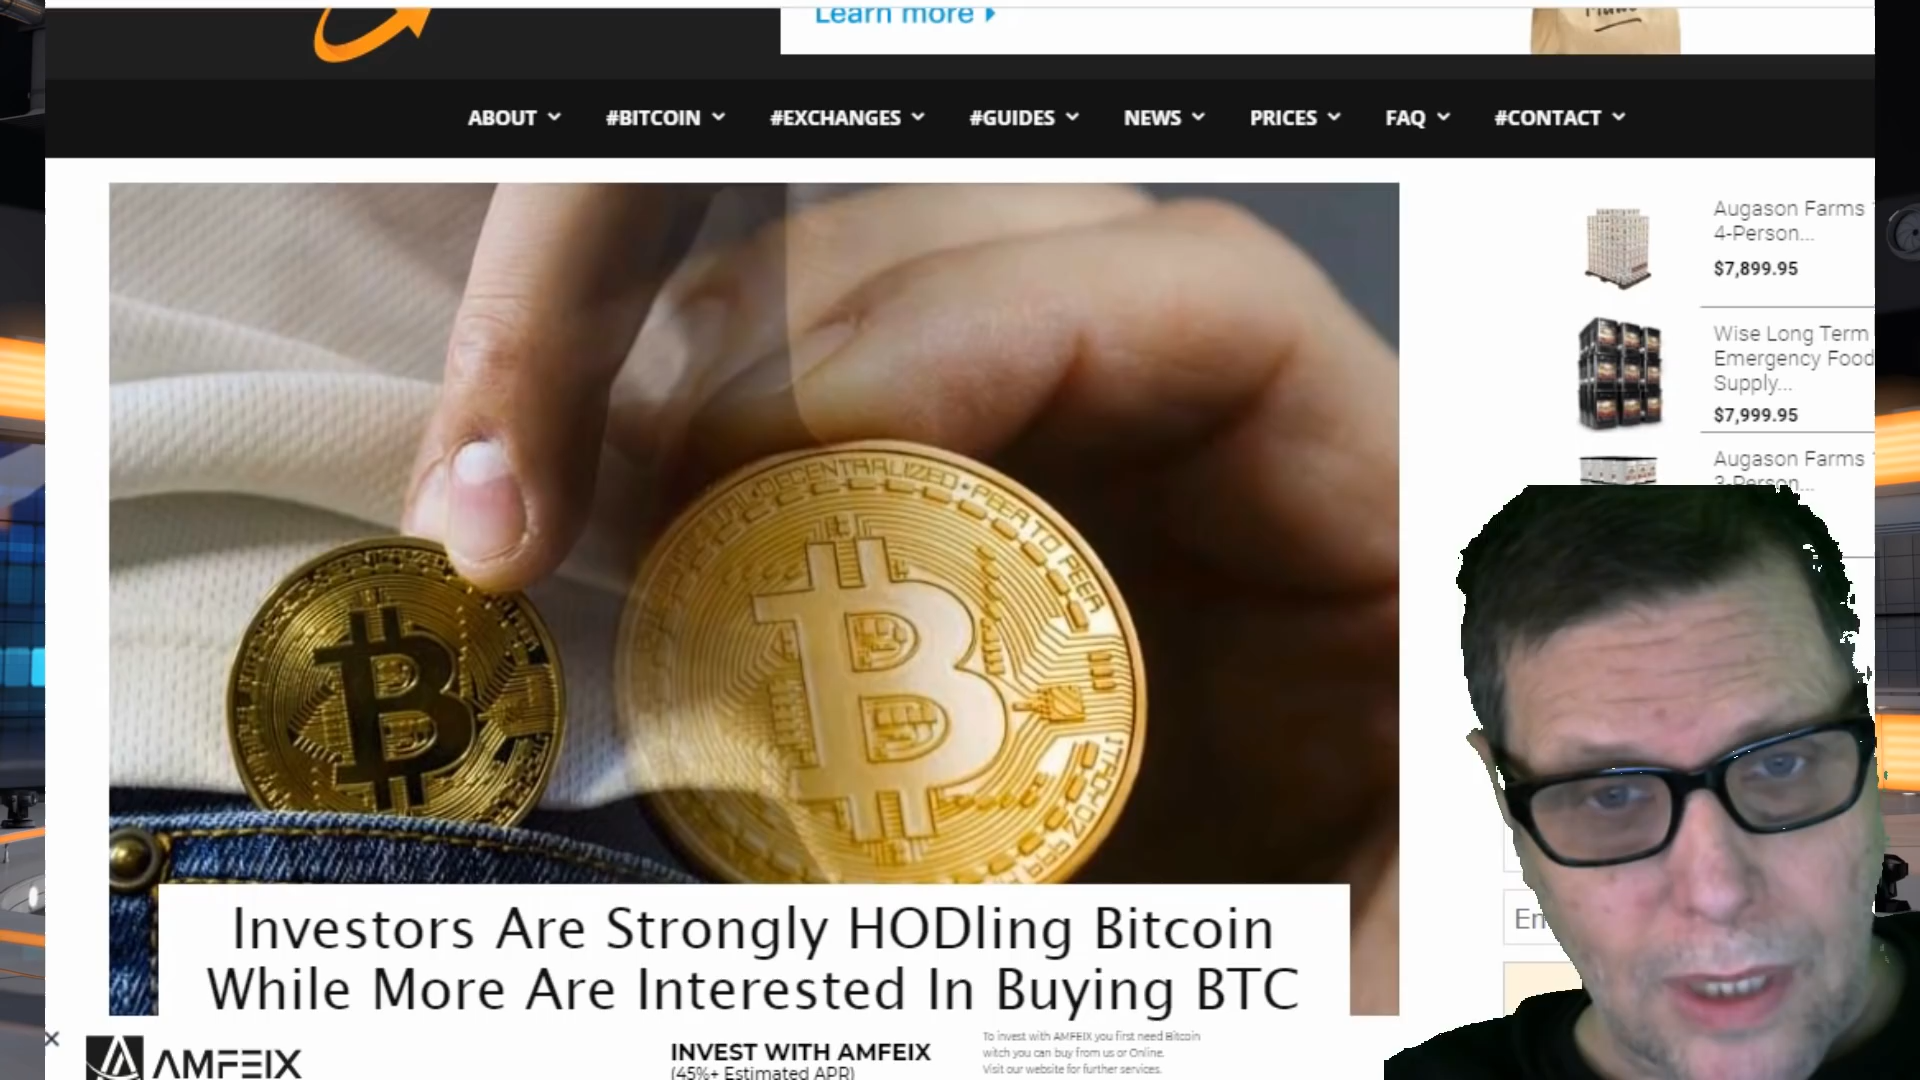 Learn more
ABOUT #BITCOIN #EXCHANGES #GUIDES NEWS PRICES FAQ #CONTACT
Augason Farms
4-Person...
$7,899.95
Wise Long Term
Emergency Food
Supply...
$7,999.95
Augason Farms
3-Person...
DECENTRALIZED • PEER TO PEER
Investors Are Strongly HODling Bitcoin
While More Are Interested In Buying BTC
AMFEIX
INVEST WITH AMFEIX
(45%+ Estimated APR)
To invest with AMFEIX you first need Bitcoin
witch you can buy from us or Online.
Visit our website for further services.